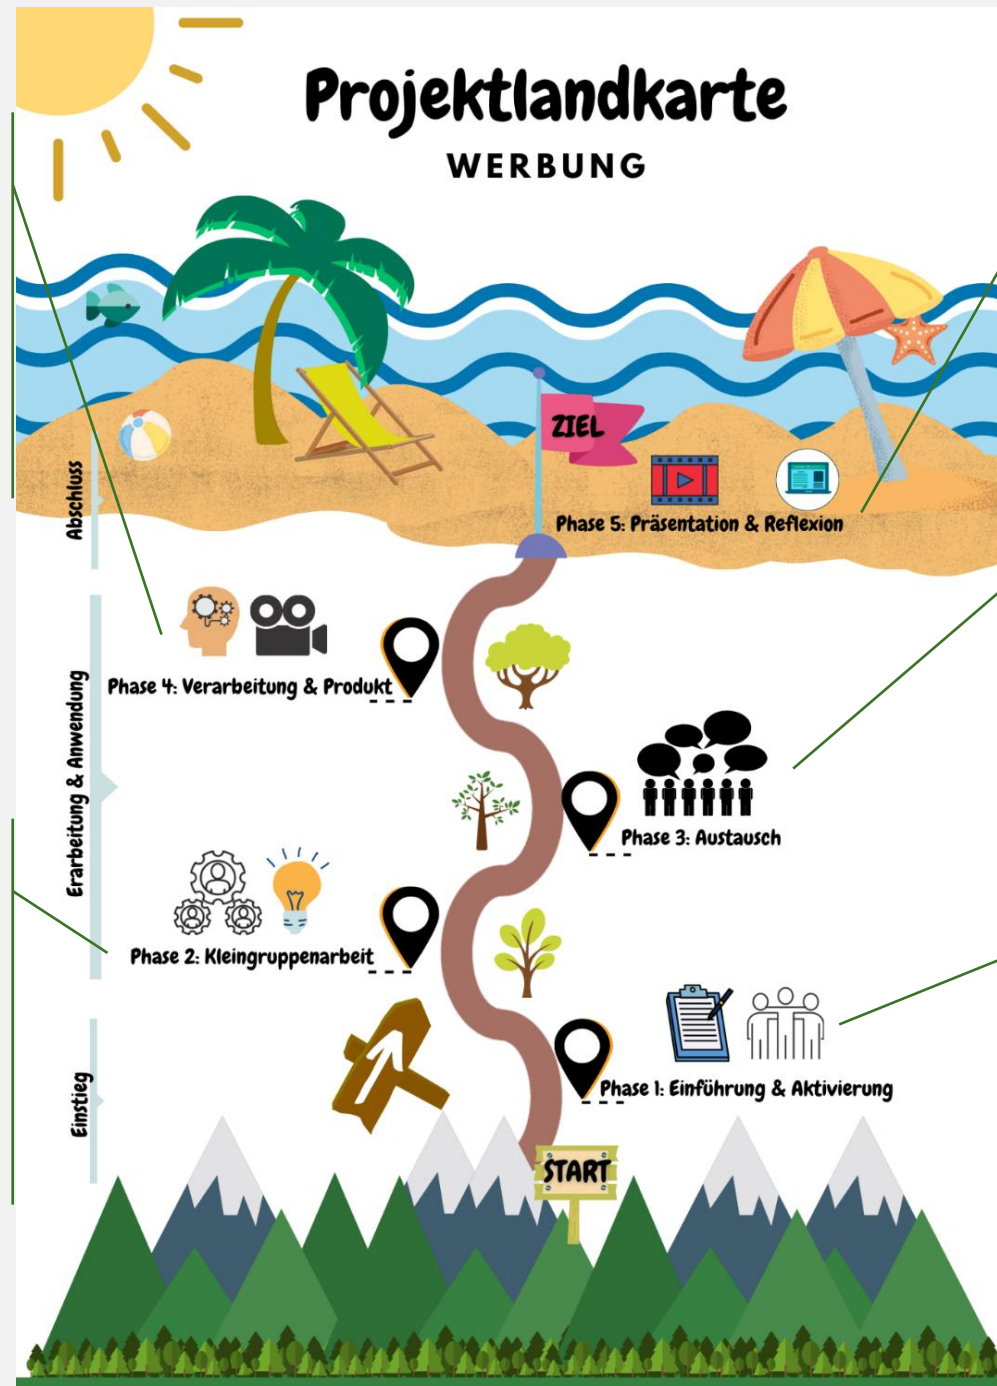 Projektlandkarte
WERBUNG
ZIEL
Phase 5: Präsentation & Reflexion
Abschluss
Phase 4: Verarbeitung & Produkt
Erarbeitung & Anwendung
Phase 3: Austausch
Phase 2: Kleingruppenarbeit
Phase 1: Einführung & Aktivierung
Einstieg
START